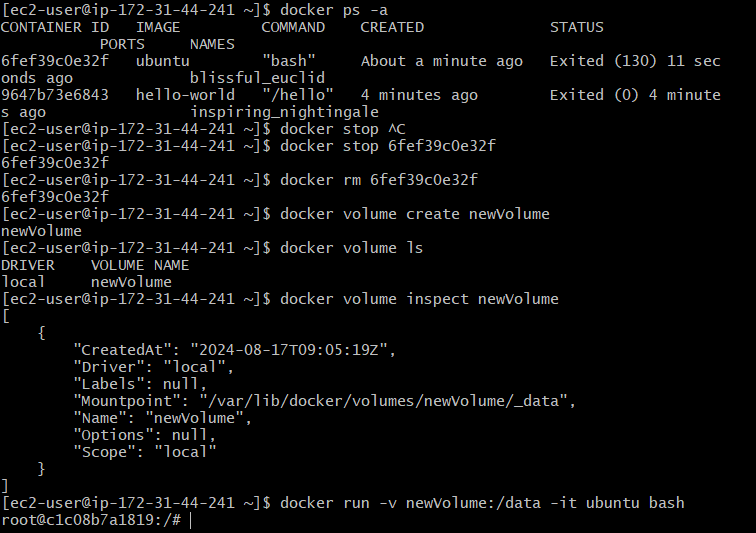 [ec2-user@ip-172-31-44-241 ~]$ docker ps -a
CONTAINER ID   IMAGE         COMMAND    CREATED              STATUS
            PORTS     NAMES
6fef39c0e32f   ubuntu        "bash"     About a minute ago   Exited (130) 11 sec
onds ago              blissful_euclid
9647b73e6843   hello-world   "/hello"   4 minutes ago        Exited (0) 4 minute
s ago                 inspiring_nightingale
[ec2-user@ip-172-31-44-241 ~]$ docker stop ^C
[ec2-user@ip-172-31-44-241 ~]$ docker stop 6fef39c0e32f
6fef39c0e32f
[ec2-user@ip-172-31-44-241 ~]$ docker rm 6fef39c0e32f
6fef39c0e32f
[ec2-user@ip-172-31-44-241 ~]$ docker volume create newVolume
newVolume
[ec2-user@ip-172-31-44-241 ~]$ docker volume ls
DRIVER    VOLUME NAME
local     newVolume
[ec2-user@ip-172-31-44-241 ~]$ docker volume inspect newVolume
[
    {
        "CreatedAt": "2024-08-17T09:05:19Z",
        "Driver": "local",
        "Labels": null,
        "Mountpoint": "/var/lib/docker/volumes/newVolume/_data",
        "Name": "newVolume",
        "Options": null,
        "Scope": "local"
    }
]
[ec2-user@ip-172-31-44-241 ~]$ docker run -v newVolume:/data -it ubuntu bash
root@c1c08b7a1819:/#